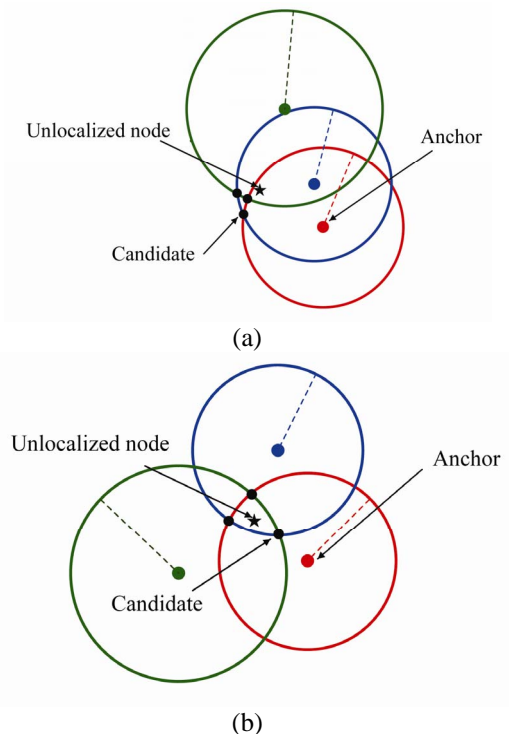 Unlocalized node
Anchor
Candidate
(a)
Unlocalized node
Anchor
Candidate
(b)